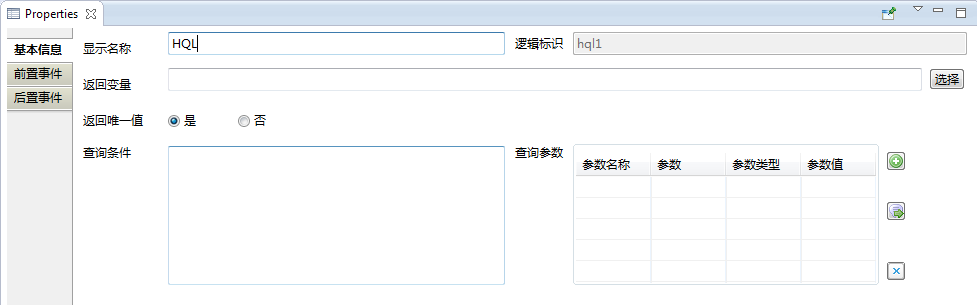 Properties
基本信息
前置事件
后置事件
显示名称 HQL 逻辑标识 hql1
返回变量 选择
返回唯一值 是 否
查询条件 查询参数
参数名称 参数 参数类型 参数值